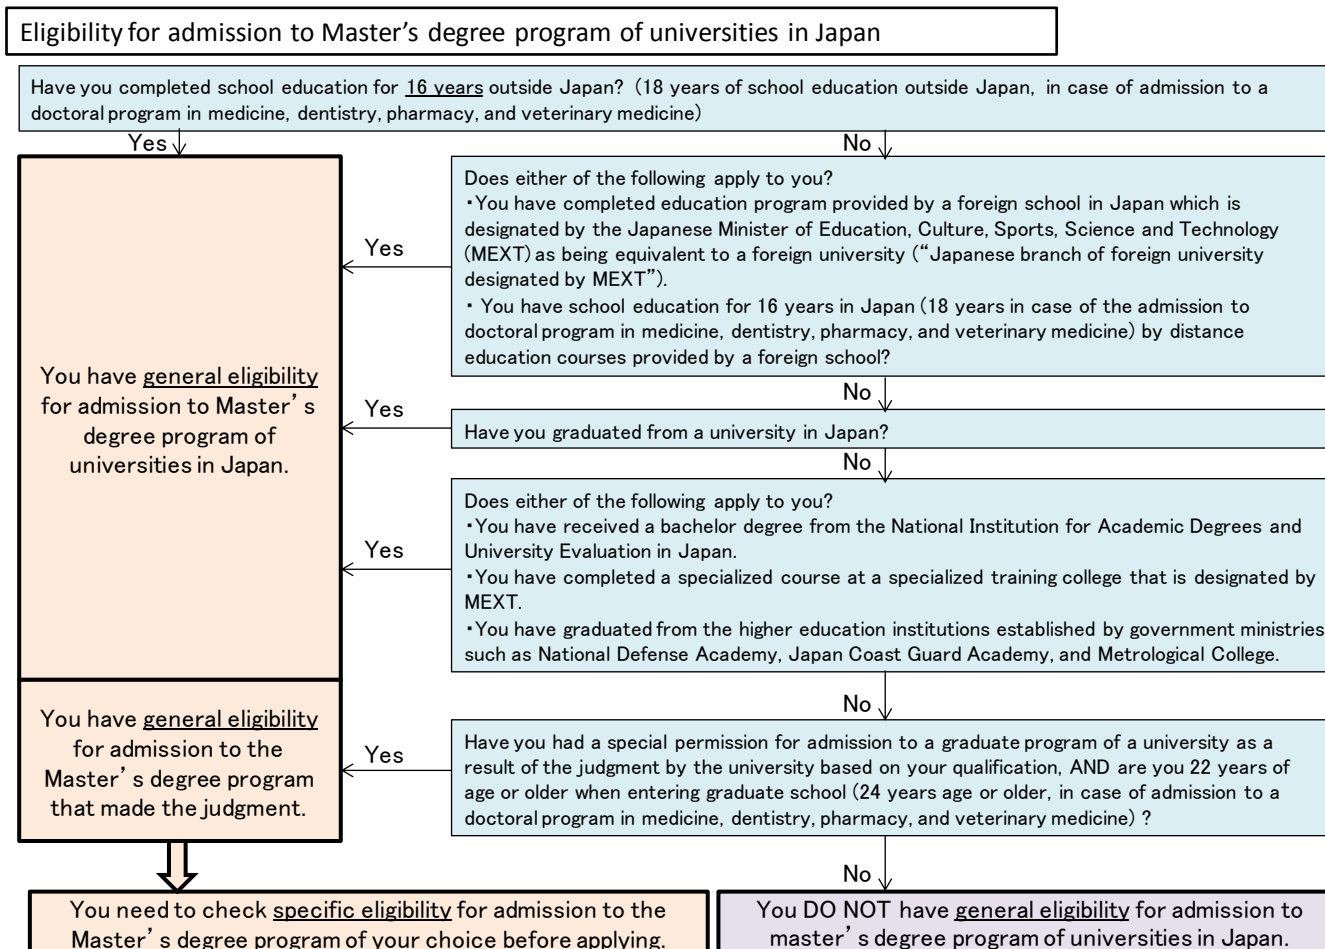 Eligibility for admission to Master’s degree program of universities in Japan
Have you completed school education for 16 years outside Japan? (18 years of school education outside Japan, in case of admission to a
doctoral program in medicine, dentistry, pharmacy, and veterinary medicine)
Yes
No
Does either of the following apply to you?
・You have completed education program provided by a foreign school in Japan which is
designated by the Japanese Minister of Education, Culture, Sports, Science and Technology
(MEXT) as being equivalent to a foreign university (“Japanese branch of foreign university
designated by MEXT”).
・ You have school education for 16 years in Japan (18 years in case of the admission to
doctoral program in medicine, dentistry, pharmacy, and veterinary medicine) by distance
education courses provided by a foreign school?
Yes
You have general eligibility
for admission to Master’s
degree program of
universities in Japan.
No
Yes
Have you graduated from a university in Japan?
No
Does either of the following apply to you?
・You have received a bachelor degree from the National Institution for Academic Degrees and
University Evaluation in Japan.
・You have completed a specialized course at a specialized training college that is designated by
MEXT.
・You have graduated from the higher education institutions established by government ministries
such as National Defense Academy, Japan Coast Guard Academy, and Metrological College.
Yes
No
You have general eligibility
for admission to the
Master’s degree program
that made the judgment.
Yes
Have you had a special permission for admission to a graduate program of a university as a
result of the judgment by the university based on your qualification, AND are you 22 years of
age or older when entering graduate school (24 years age or older, in case of admission to a
doctoral program in medicine, dentistry, pharmacy, and veterinary medicine) ?
No
You need to check specific eligibility for admission to the
Master’s degree program of your choice before applying.
You DO NOT have general eligibility for admission to
master’s degree program of universities in Japan.